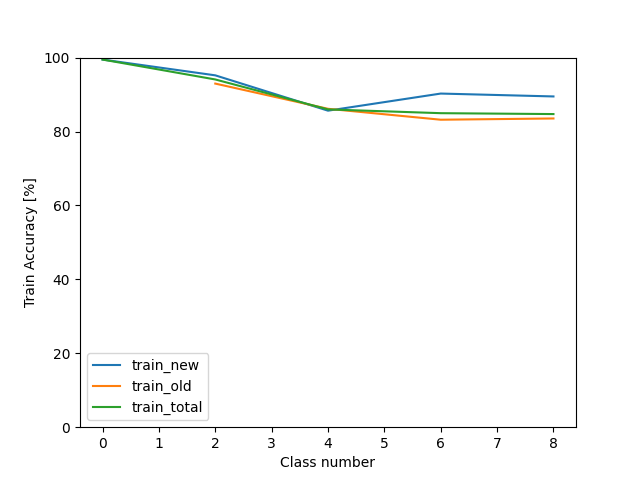 100
80
60
40
20
0
Train Accuracy [%]
train_new
train_old
train_total
0 1 2 3 4 5 6 7 8
Class number